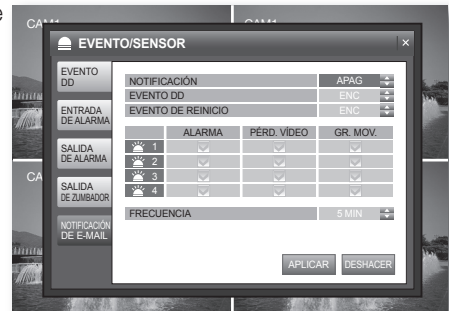 e
CAM1
CAM1
EVENTO/SENSOR
×
EVENTO
DD
ENTRADA
DE ALARMA
SALIDA
DE ALARMA
CA
SALIDA
DE ZUMBADOR
NOTIFICACIÓN
DE E-MAIL
NOTIFICACIÓN APAG
EVENTO DD ENC
EVENTO DE REINICIO ENC
ALARMA PÉRD. VÍDEO GR. MOV.
1
2
3
4
FRECUENCIA 5 MIN
APLICAR DESHACER